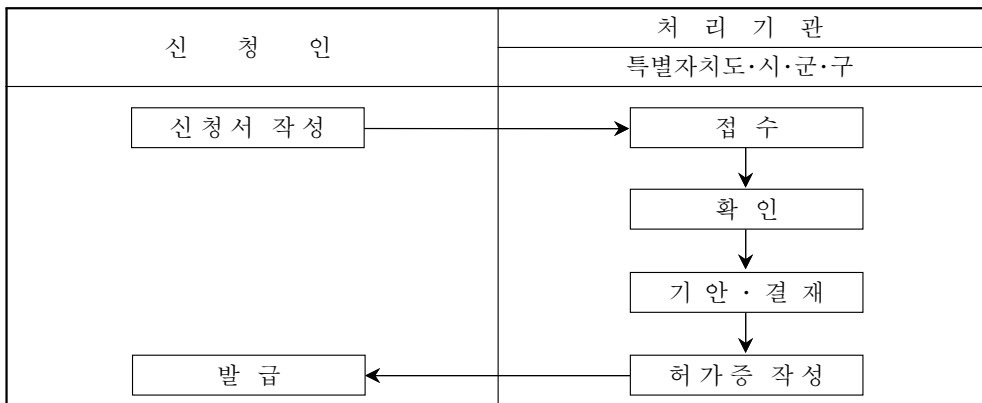 신 청 인
처 리 기 관
특별자치도·시·군·구
신 청 서 작 성
접 수
확 인
기 안 · 결 재
발 급
허 가 증 작 성